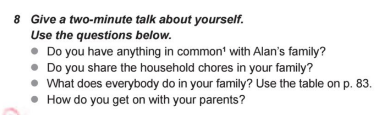 8 Give a two-minute talk about yourself.
Use the questions below.
● Do you have anything in common¹ with Alan's family?
● Do you share the household chores in your family?
● What does everybody do in your family? Use the table on p. 83.
● How do you get on with your parents?